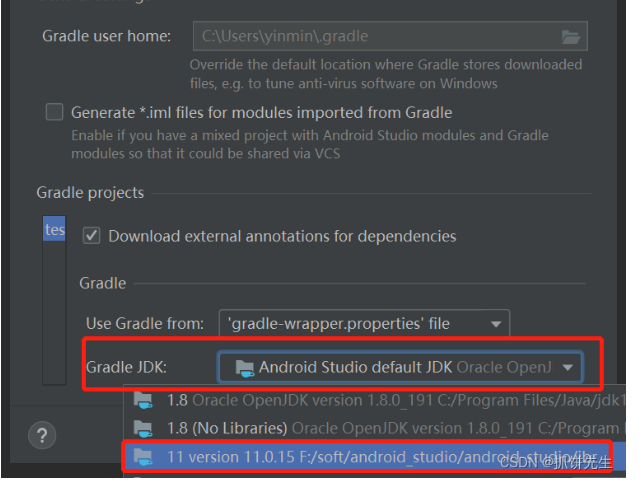 Gradle user home: C:\Users\yinmin\.gradle
Override the default location where Gradle stores downloaded
files, e.g. to tune anti-virus software on Windows
Generate *.iml files for modules imported from Gradle
Enable if you have a mixed project with Android Studio modules and Gradle
modules so that it could be shared via VCS
Gradle projects
tes
Download external annotations for dependencies
Gradle
Use Gradle from: 'gradle-wrapper.properties' file
Gradle JDK: Android Studio default JDK Oracle OpenJ
1.8 Oracle OpenJDK version 1.8.0_191 C:/Program Files/Java/jdk1
1.8 (No Libraries) Oracle OpenJDK version 1.8.0_191 C:/Program F
11 version 11.0.15 F:/soft/android_studio/android_studio/jbr
?
CSDN @抓饼先生